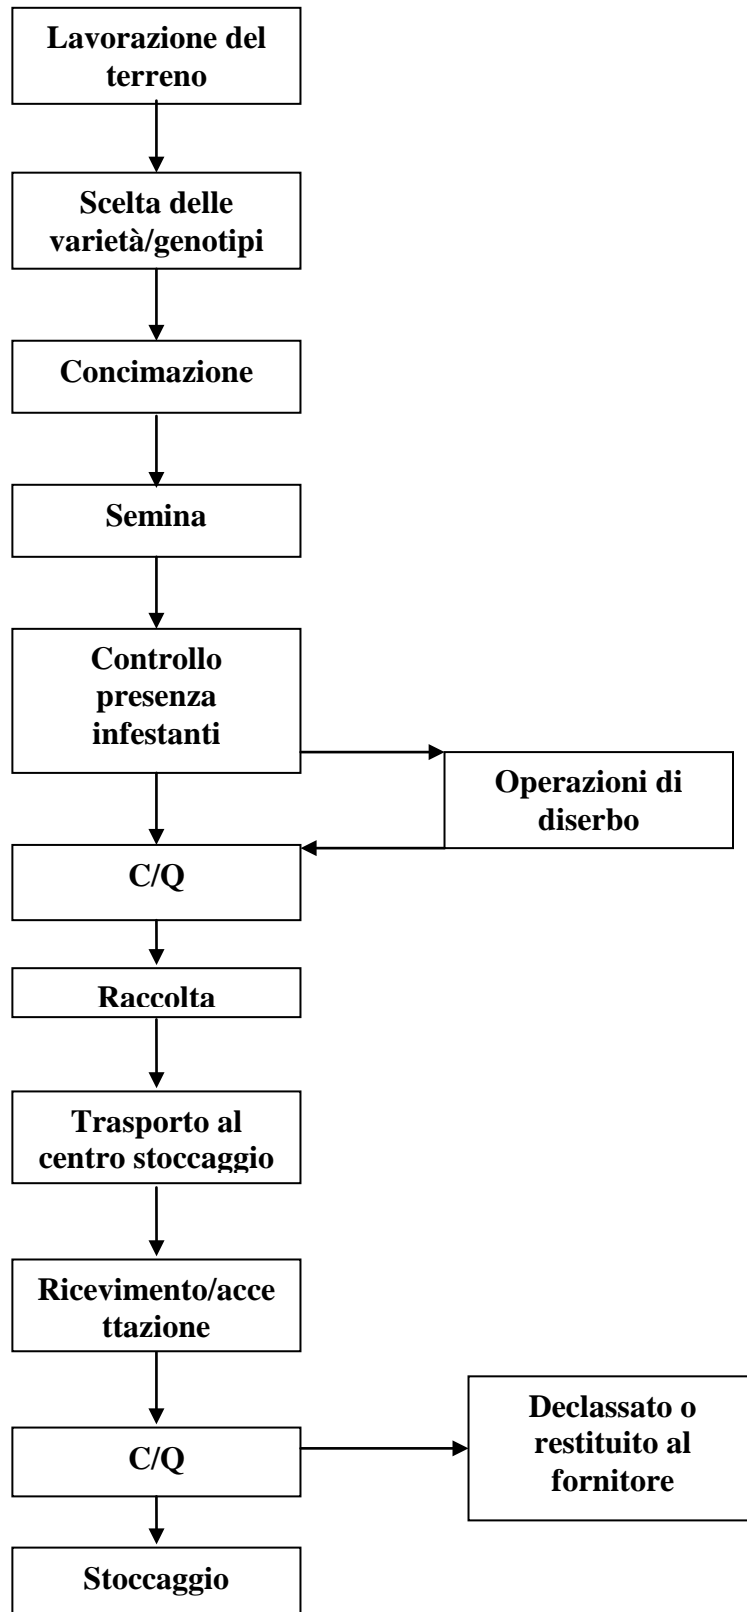 Lavorazione del
terreno
Scelta delle
varietà/genotipi
Concimazione
Semina
Controllo
presenza
infestanti
Operazioni di
diserbo
C/Q
Raccolta
Trasporto al
centro stoccaggio
Ricevimento/acce
ttazione
Declassato o
restituito al
fornitore
C/Q
Stoccaggio